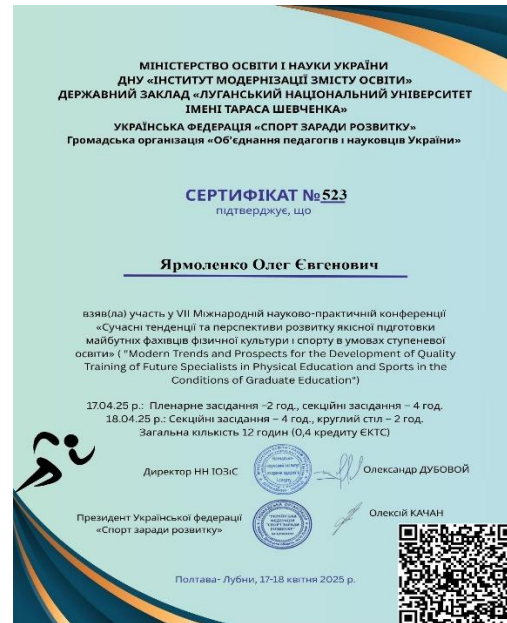 МІНІСТЕРСТВО ОСВІТИ І НАУКИ УКРАЇНИ
ДНУ «ІНСТИТУТ МОДЕРНІЗАЦІЇ ЗМІСТУ ОСВІТИ»
ДЕРЖАВНИЙ ЗАКЛАД «ЛУГАНСЬКИЙ НАЦІОНАЛЬНИЙ УНІВЕРСИТЕТ
ІМЕНІ ТАРАСА ШЕВЧЕНКА»
УКРАЇНСЬКА ФЕДЕРАЦІЯ «СПОРТ ЗАРАДИ РОЗВИТКУ»
Громадська організація «Об'єднання педагогів і науковців України»
СЕРТИФІКАТ №523
підтверджує, що
Ярмоленко Олег Євгенович
взяв(ла) участь у VII Міжнародній науково-практичній конференції
«Сучасні тенденції та перспективи розвитку якісної підготовки
майбутніх фахівців фізичної культури і спорту в умовах ступеневої
освіти» ( "Modern Trends and Prospects for the Development of Quality
Training of Future Specialists in Physical Education and Sports in the
Conditions of Graduate Education")
17.04.25 р.: Пленарне засідання –2 год., секційні засідання – 4 год.
18.04.25 р.: Секційні засідання – 4 год., круглий стіл – 2 год.
Загальна кількість 12 годин (0,4 кредиту ЄКТС)
Директор НН ІОЗіС
Олександр ДУБОВОЙ
Президент Української федерації
«Спорт заради розвитку»
Олексій КАЧАН
Полтава- Лубни, 17-18 квітня 2025 р.